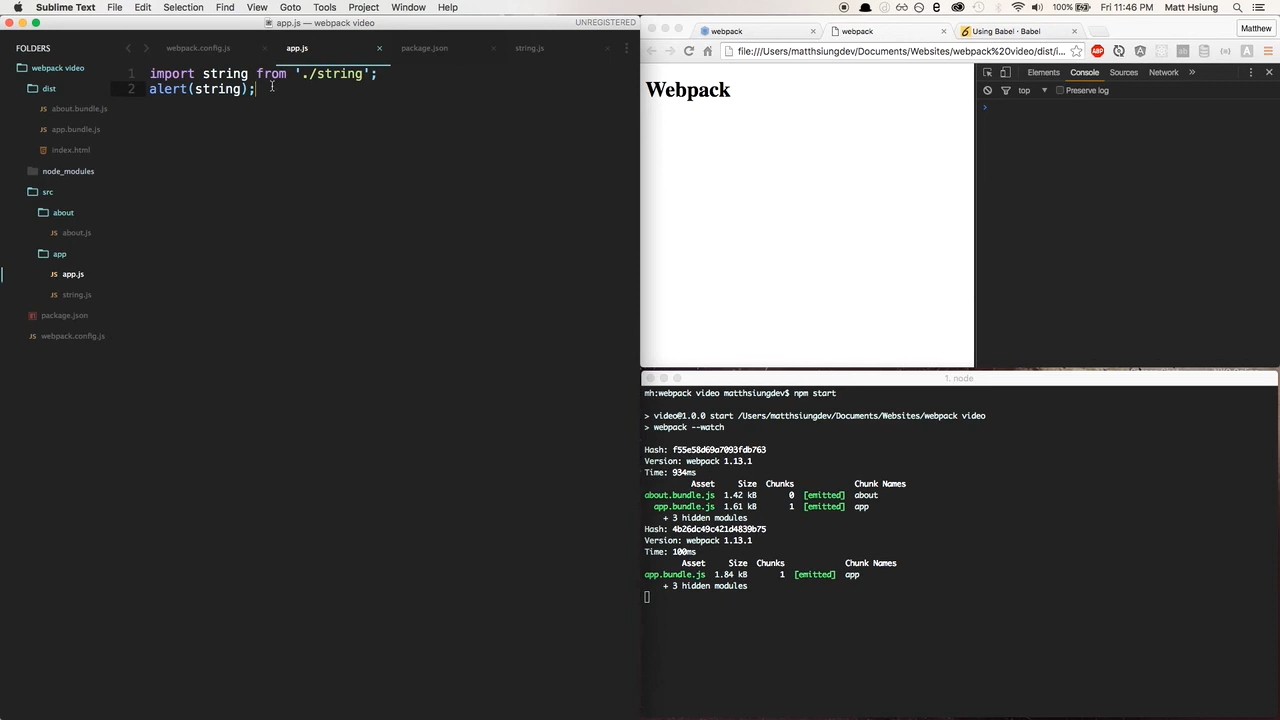 Sublime Text File Edit Selection Find View Goto Tools Project Window Help
100% Fri 11:46 PM Matt Hsiung
app.js — webpack video
UNREGISTERED
FOLDERS
webpack video
dist
about.bundle.js
app.bundle.js
index.html
node_modules
src
about
about.js
app
app.js
string.js
package.json
webpack.config.js
webpack.config.js app.js package.json string.js
1 import string from './string';
2 alert(string);
webpack webpack Using Babel · Babel Matthew
file:///Users/matthsiungdev/Documents/Websites/webpack%20video/dist/i...
Webpack
Elements Console Sources Network
top Preserve log
1. node
mh:webpack video matthsiungdev$ npm start
> video@1.0.0 start /Users/matthsiungdev/Documents/Websites/webpack video
> webpack --watch
Hash: f55e58d69a7093fdb763
Version: webpack 1.13.1
Time: 934ms
Asset Size Chunks Chunk Names
about.bundle.js 1.42 kB 0 [emitted] about
app.bundle.js 1.61 kB 1 [emitted] app
+ 3 hidden modules
Hash: 4b26dc49c421d4839b75
Version: webpack 1.13.1
Time: 100ms
Asset Size Chunks Chunk Names
app.bundle.js 1.84 kB 1 [emitted] app
+ 3 hidden modules